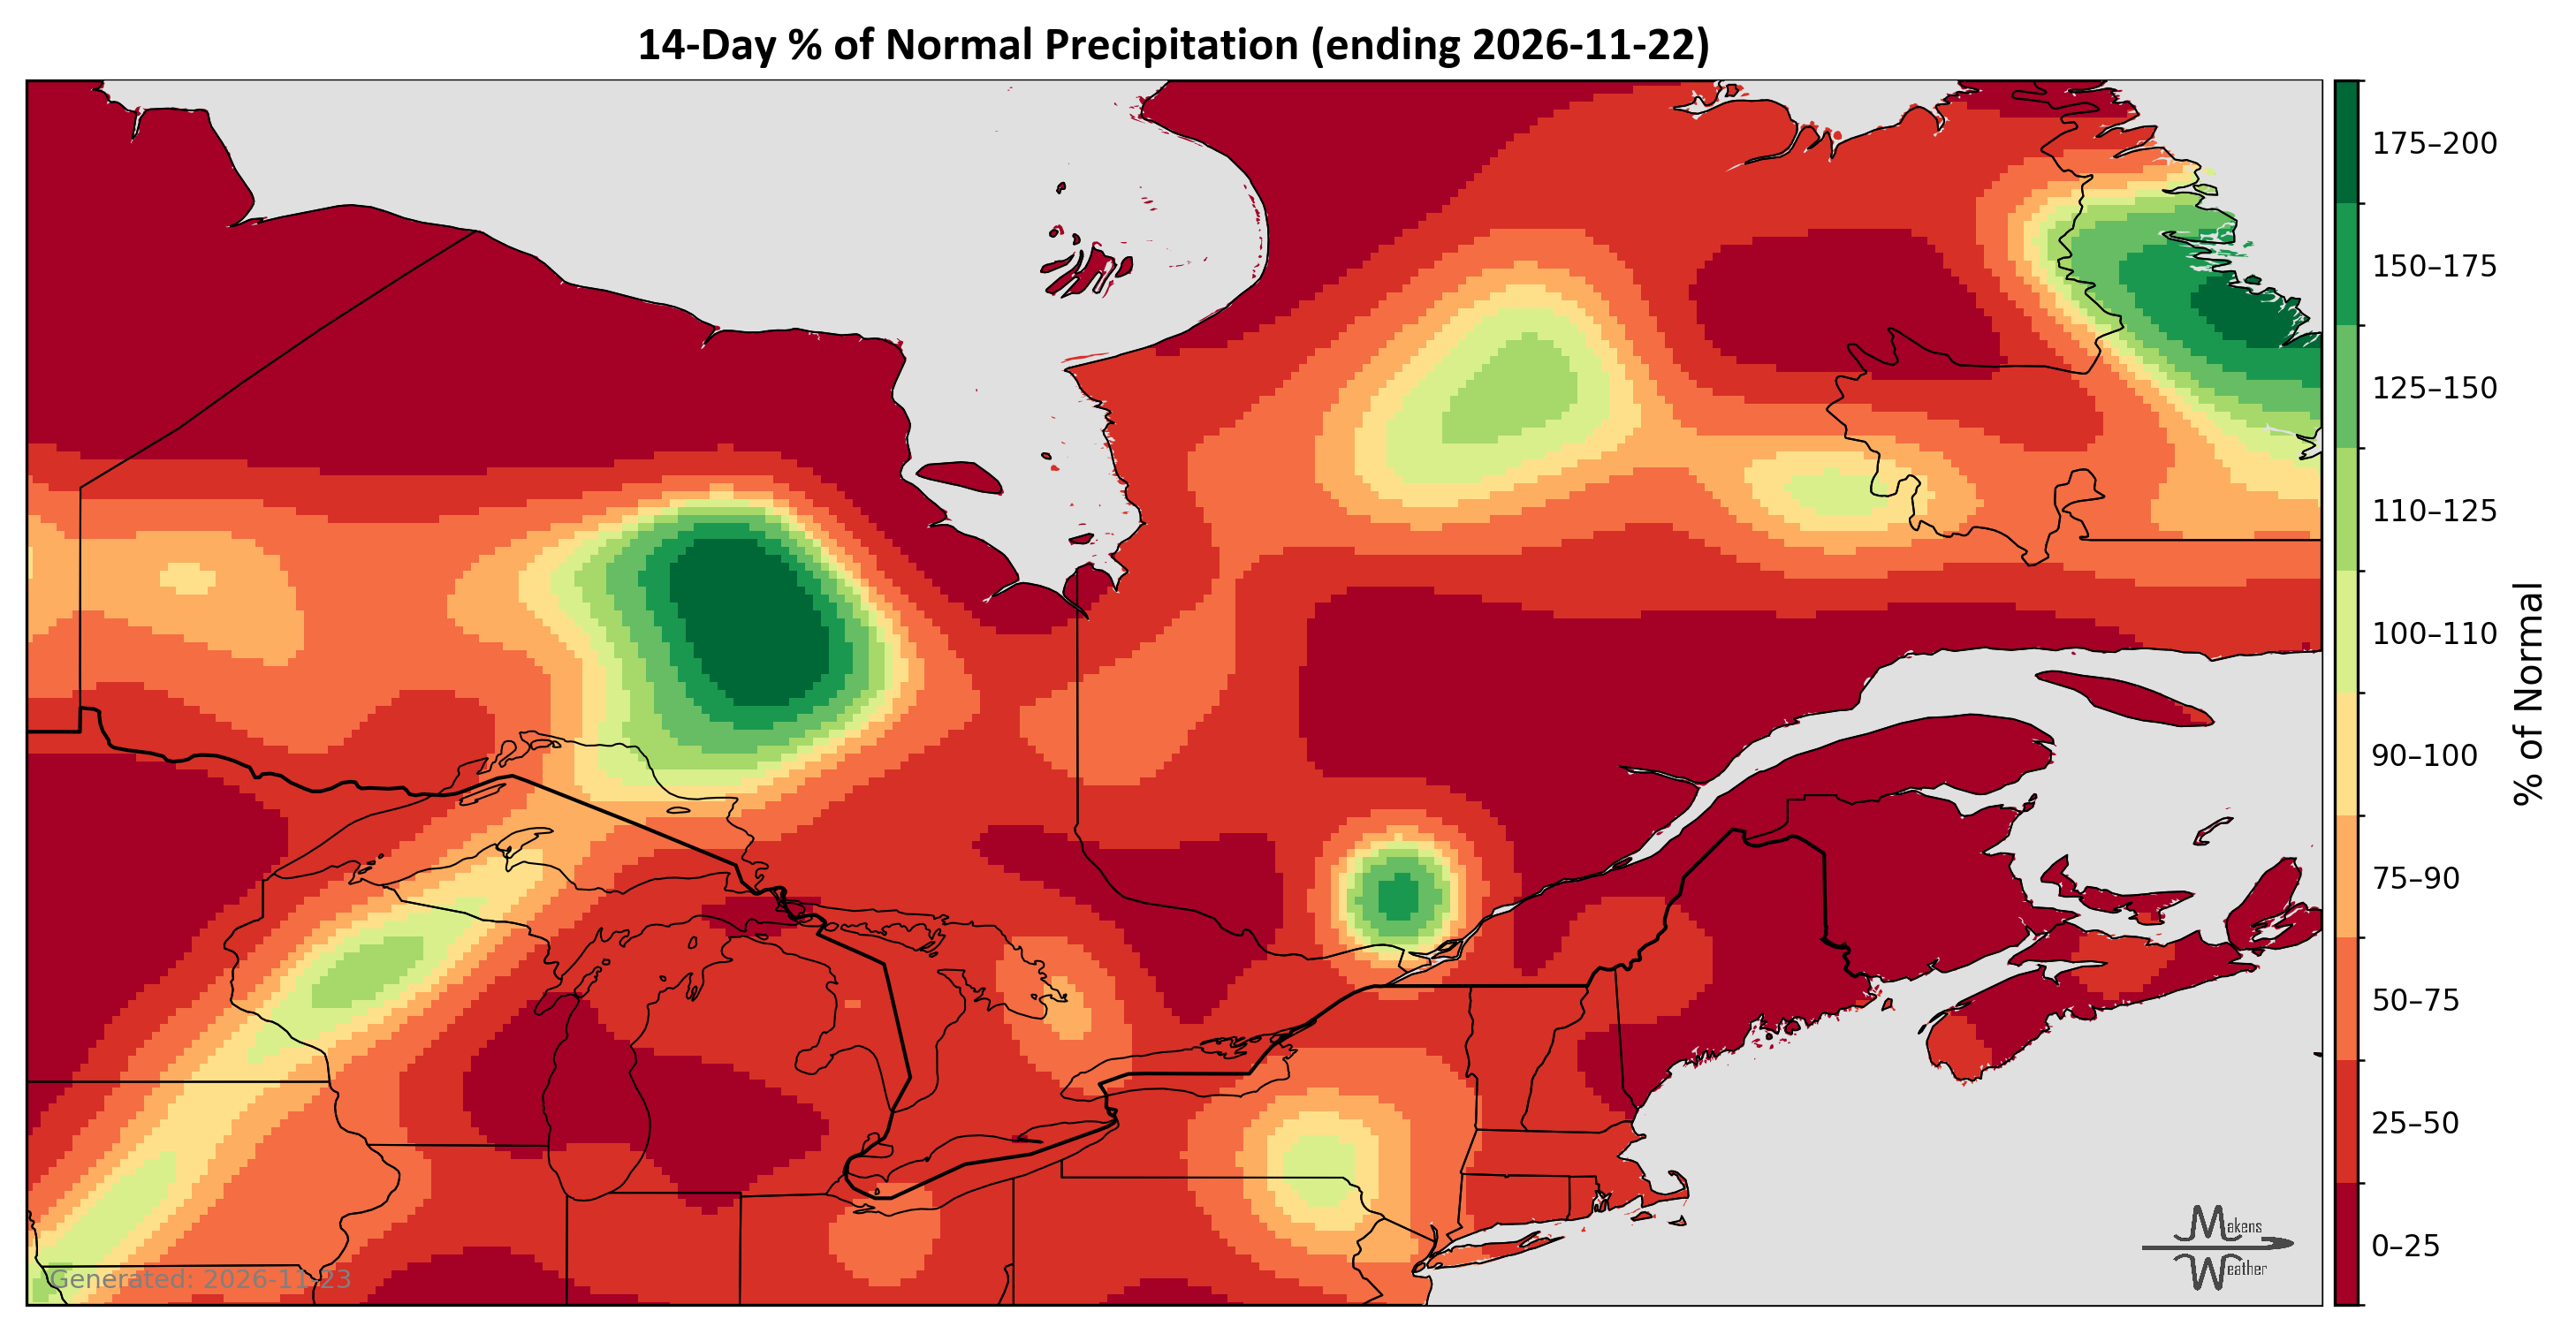 14-Day % of Normal Precipitation (ending 2026-11-22)
175–200
150–175
125–150
110–125
100–110
90–100
75–90
50–75
25–50
0–25
% of Normal
Makens
Weather
Generated: 2026-11-23